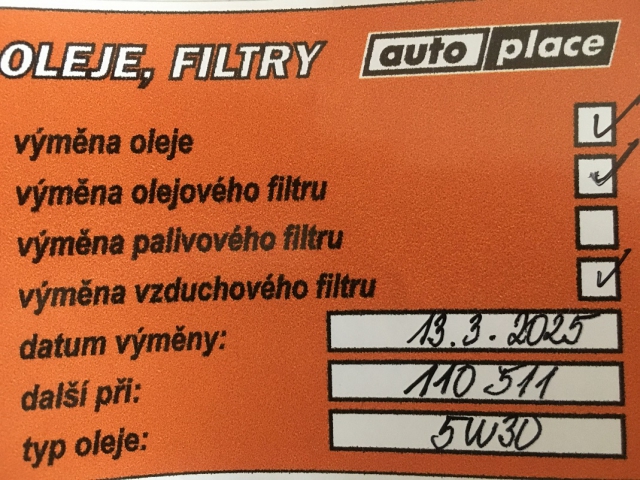 OLEJE, FILTRY auto place
výměna oleje
výměna olejového filtru
výměna palivového filtru
výměna vzduchového filtru
datum výměny: 13.3.2025
další při: 110 511
typ oleje: 5W30